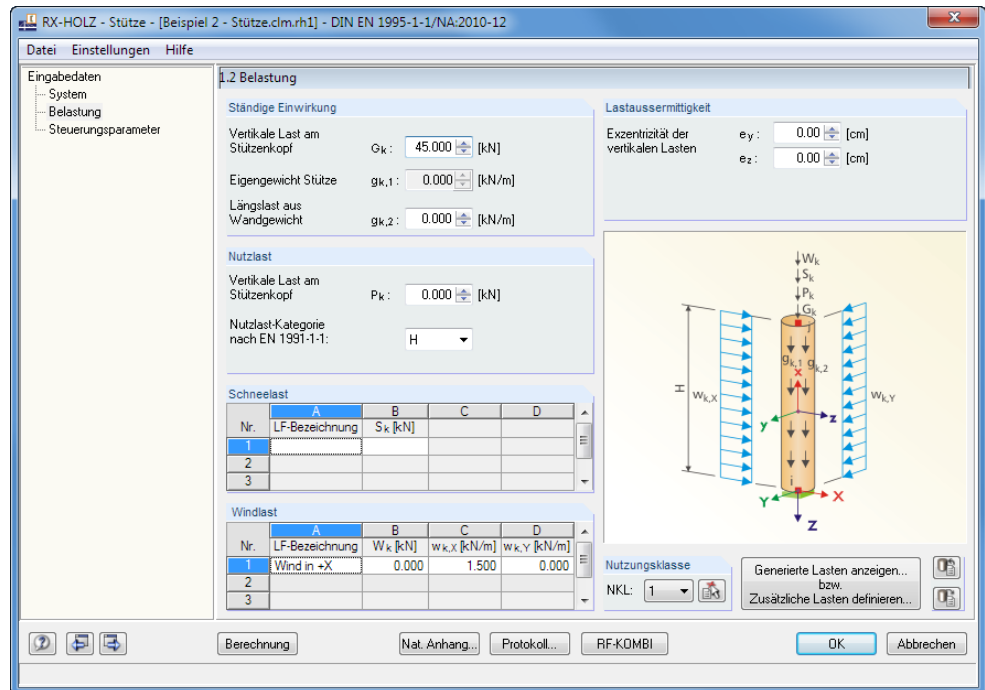 RX-HOLZ - Stütze - [Beispiel 2 - Stütze.clm.rh1] - DIN EN 1995-1-1/NA:2010-12
Datei Einstellungen Hilfe
Eingabedaten
System
Belastung
Steuerungsparameter
1.2 Belastung
Ständige Einwirkung
Vertikale Last am
Stützenkopf Gk : 45.000 [kN]
Eigengewicht Stütze gk,1 : 0.000 [kN/m]
Längslast aus
Wandgewicht gk,2 : 0.000 [kN/m]
Nutzlast
Vertikale Last am
Stützenkopf Pk : 0.000 [kN]
Nutzlast-Kategorie
nach EN 1991-1-1: H
Schneelast
A B C D
Nr. LF-Bezeichnung Sk [kN]
1
2
3
Windlast
A B C D
Nr. LF-Bezeichnung Wk [kN] wk,X [kN/m] wk,Y [kN/m]
1 Wind in +X 0.000 1.500 0.000
2
3
Lastaussermittigkeit
Exzentrizität der
vertikalen Lasten
ey : 0.00 [cm]
ez : 0.00 [cm]
Wk
Sk
Pk
Gk
j
gk,1 gk,2
x
H
wk,X
wk,Y
y
z
i
Y
X
Z
Nutzungsklasse
NKL: 1
Generierte Lasten anzeigen...
bzw.
Zusätzliche Lasten definieren...
Berechnung
Nat. Anhang...
Protokoll...
RF-KOMBI
OK
Abbrechen